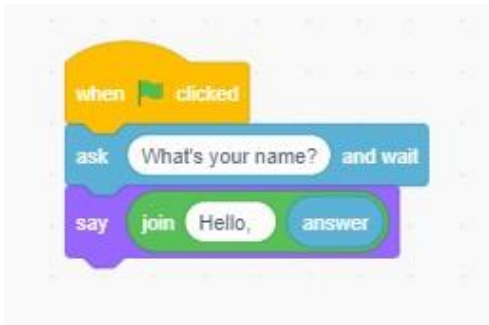 when clicked
ask What's your name? and wait
say join Hello, answer